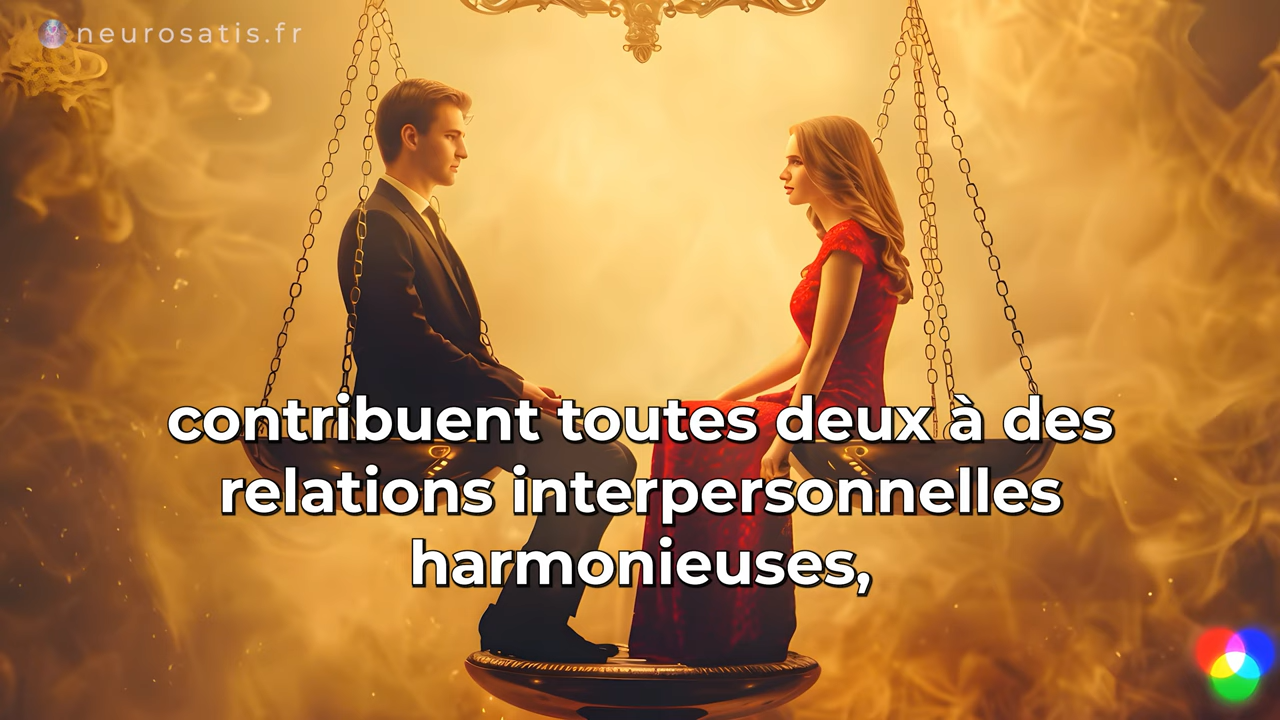 neurosatis.fr
contribuent toutes deux à des
relations interpersonnelles
harmonieuses,